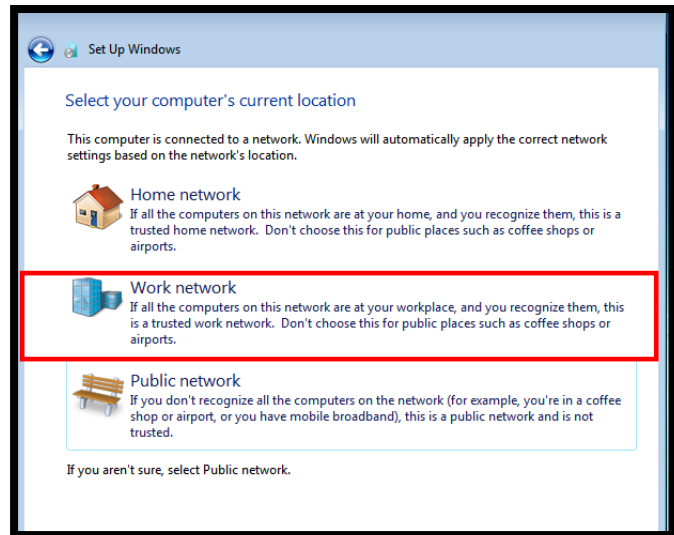 Set Up Windows
Select your computer's current location
This computer is connected to a network. Windows will automatically apply the correct network
settings based on the network's location.
Home network
If all the computers on this network are at your home, and you recognize them, this is a
trusted home network.  Don't choose this for public places such as coffee shops or
airports.
Work network
If all the computers on this network are at your workplace, and you recognize them, this
is a trusted work network.  Don't choose this for public places such as coffee shops or
airports.
Public network
If you don't recognize all the computers on the network (for example, you're in a coffee
shop or airport, or you have mobile broadband), this is a public network and is not
trusted.
If you aren't sure, select Public network.